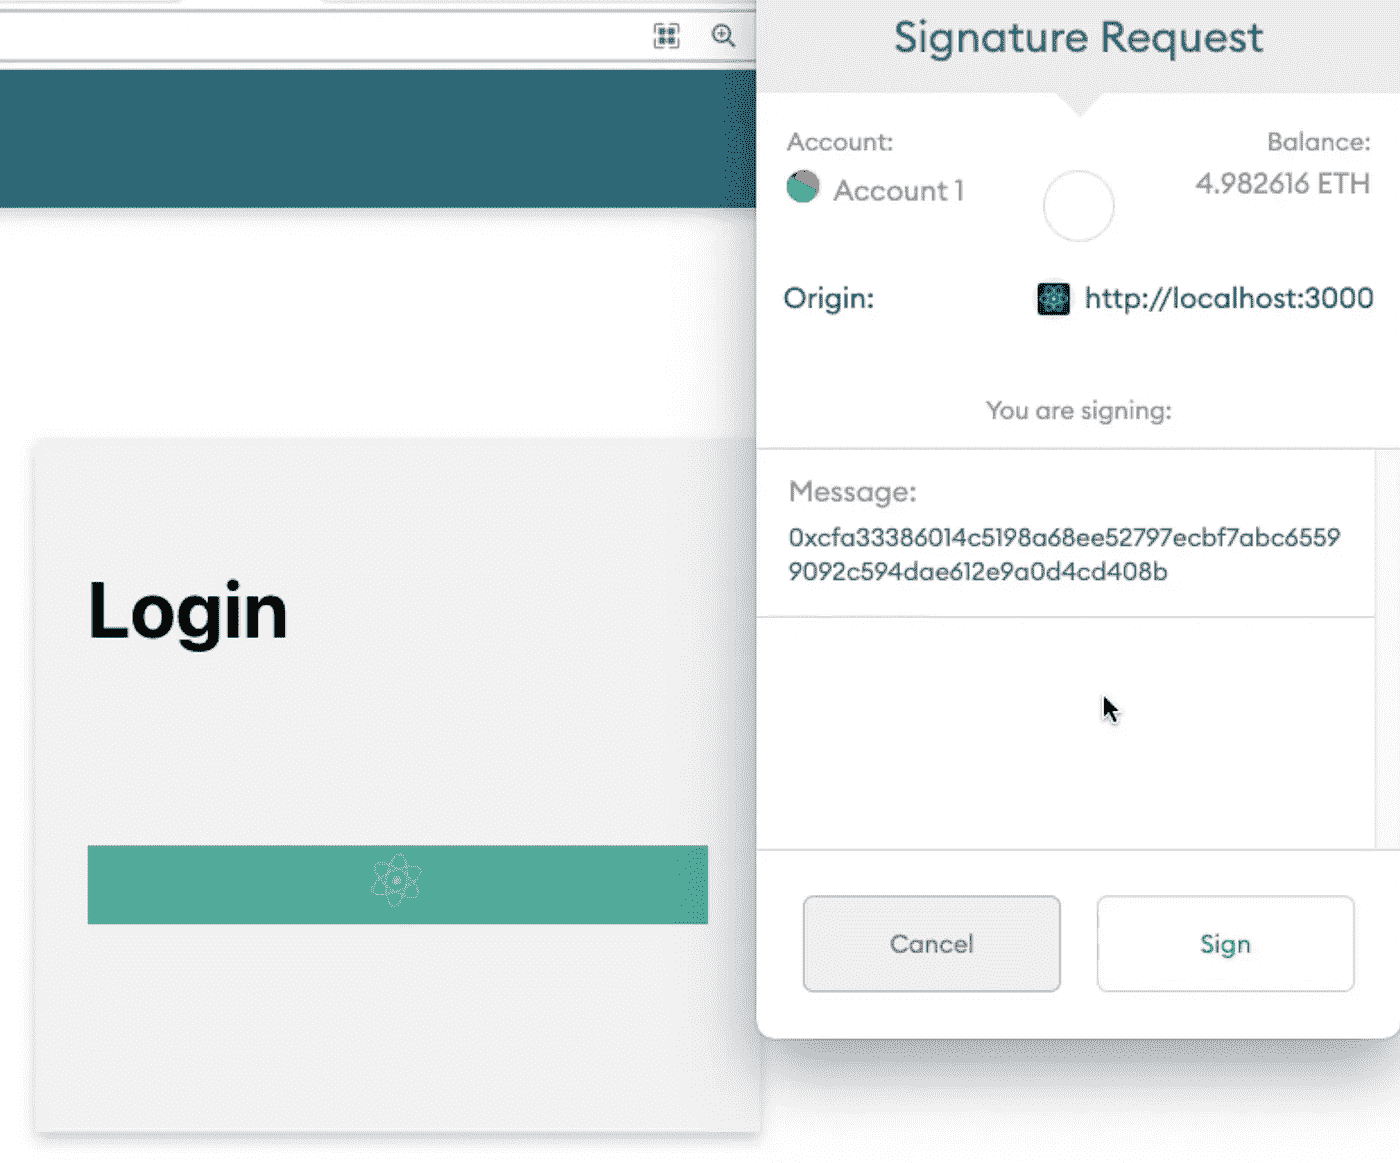 Signature Request
Account:
Balance:
Account 1
4.982616 ETH
Origin:
http://localhost:3000
You are signing:
Message:
0xcfa33386014c5198a68ee52797ecbf7abc6559
9092c594dae612e9a0d4cd408b
Login
Cancel
Sign